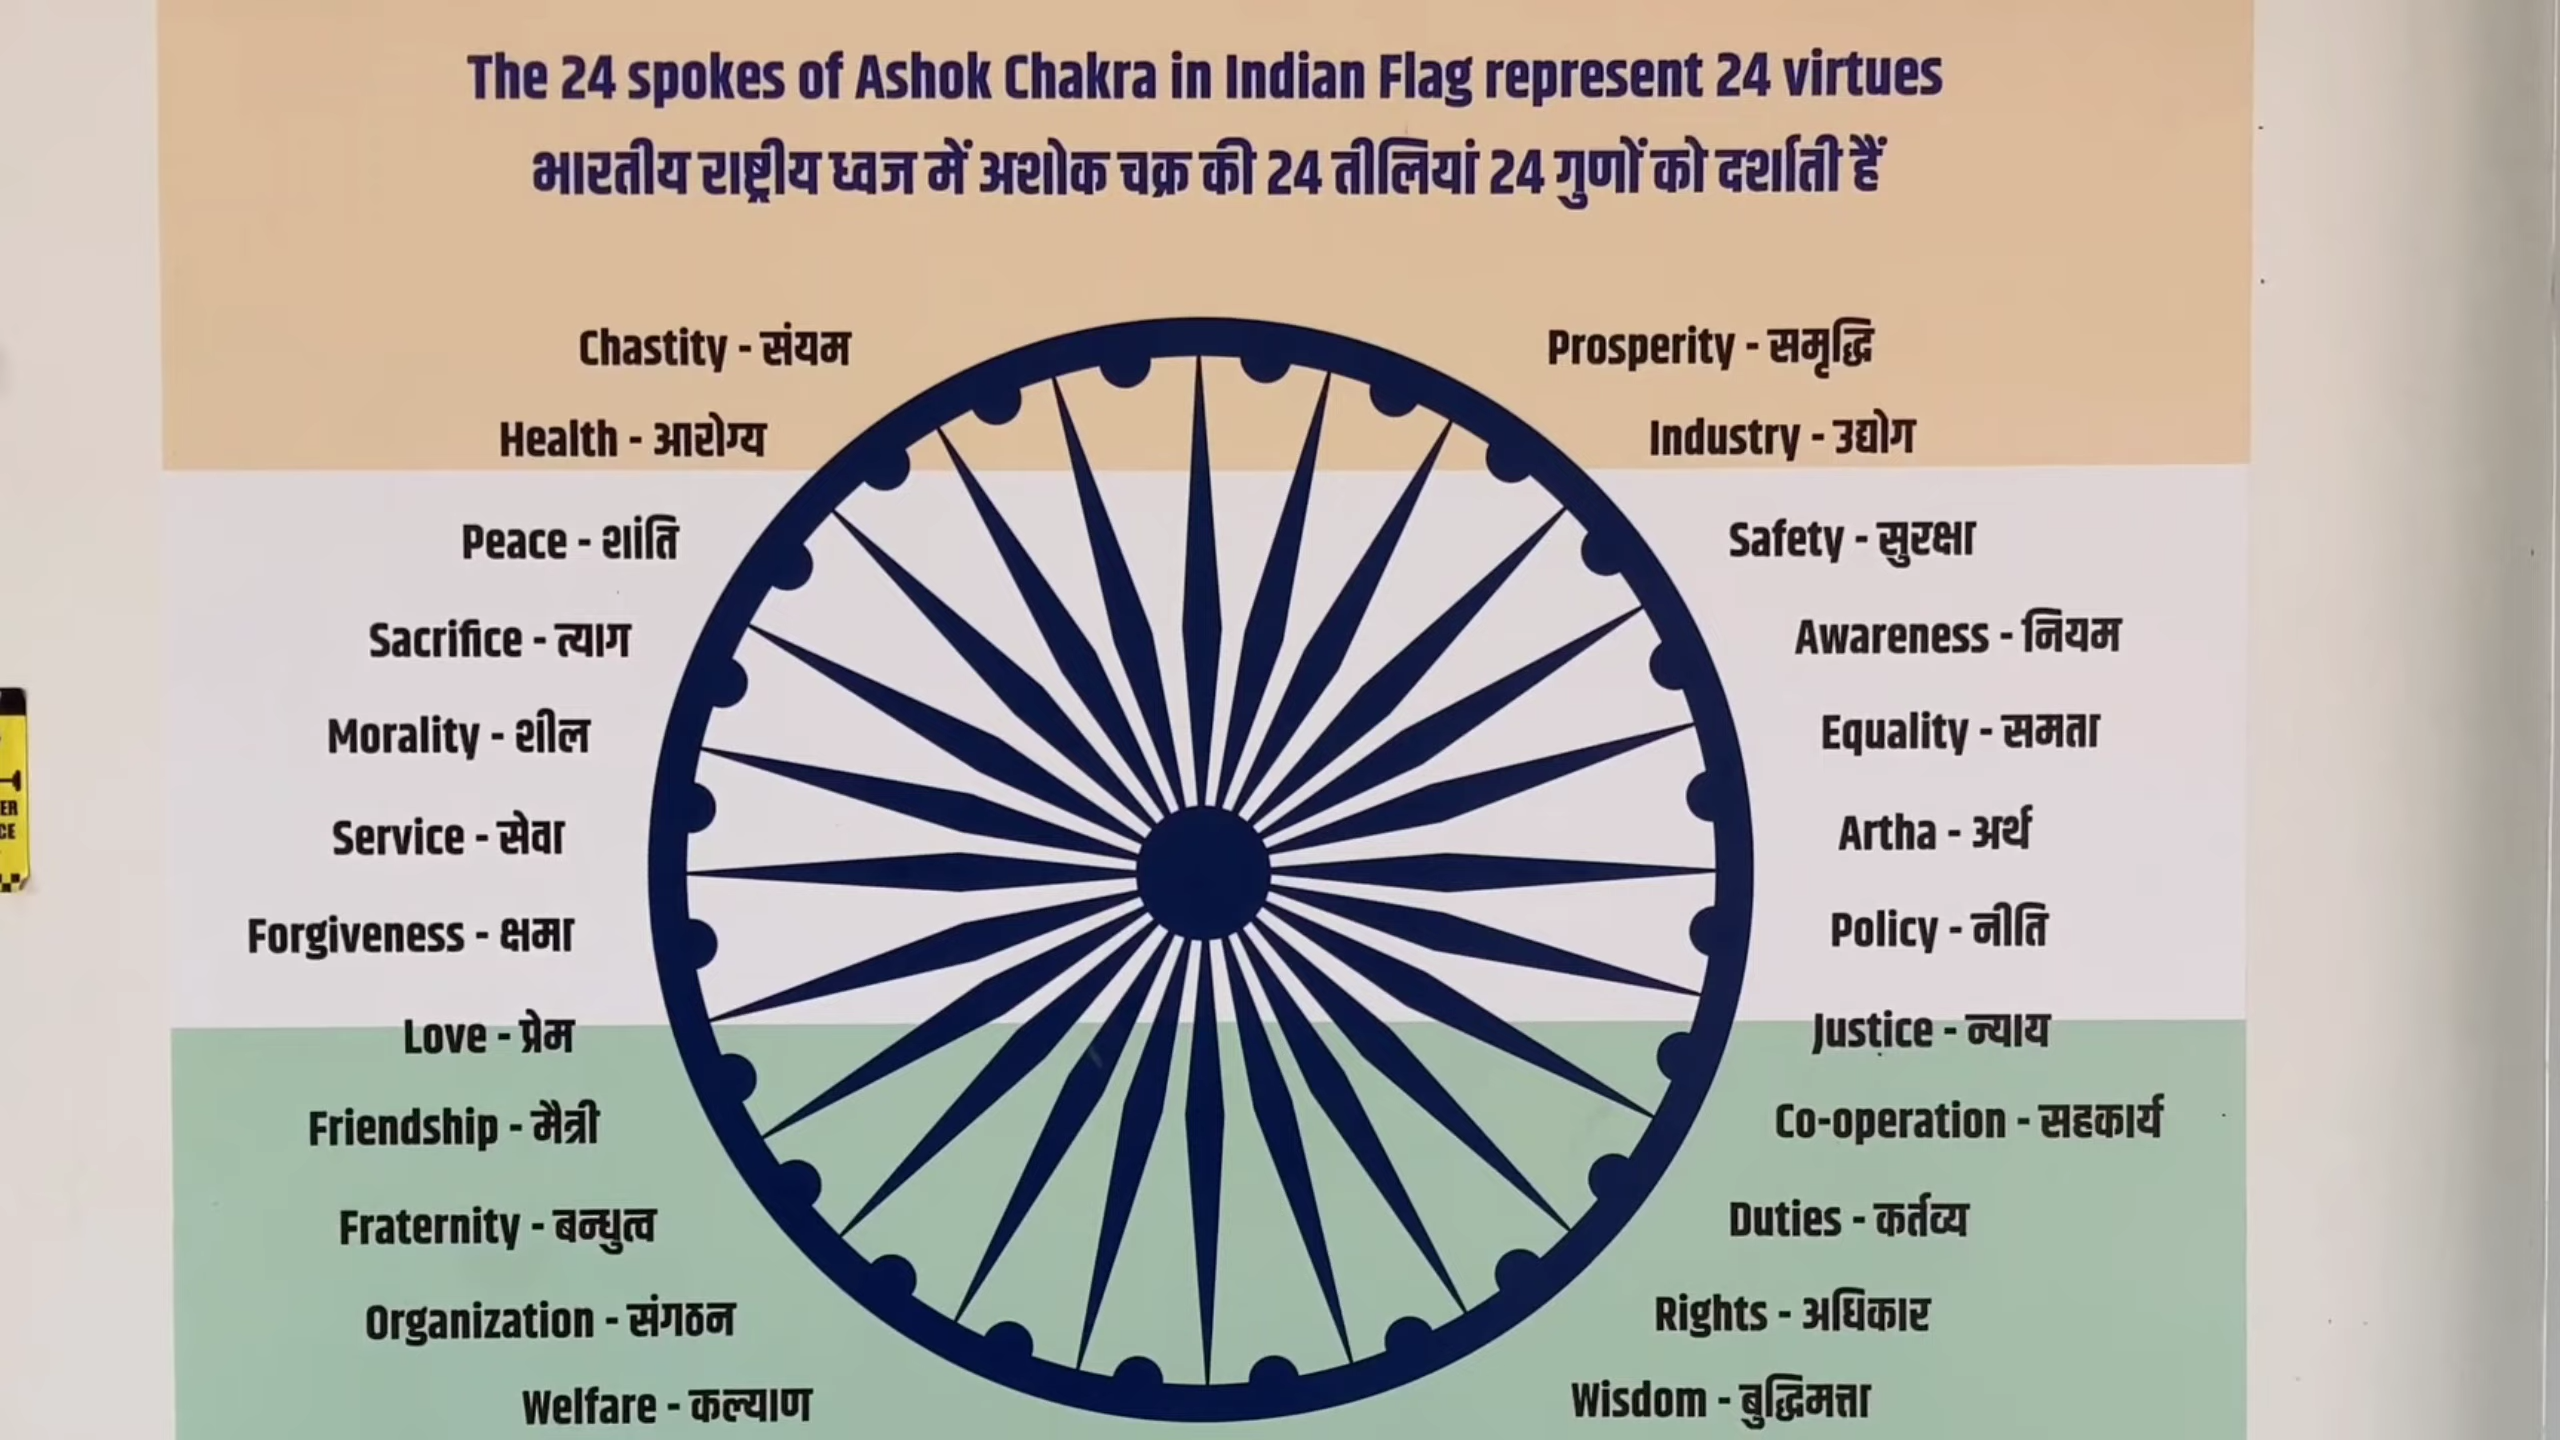 The 24 spokes of Ashok Chakra in Indian Flag represent 24 virtues
भारतीय राष्ट्रीय ध्वज में अशोक चक्र की 24 तीलियां 24 गुणों को दर्शाती हैं
Chastity - संयम
Health - आरोग्य
Peace - शांति
Sacrifice - त्याग
Morality - शील
Service - सेवा
Forgiveness - क्षमा
Love - प्रेम
Friendship - मैत्री
Fraternity - बन्धुत्व
Organization - संगठन
Welfare - कल्याण
Prosperity - समृद्धि
Industry - उद्योग
Safety - सुरक्षा
Awareness - नियम
Equality - समता
Artha - अर्थ
Policy - नीति
Justice - न्याय
Co-operation - सहकार्य
Duties - कर्तव्य
Rights - अधिकार
Wisdom - बुद्धिमत्ता